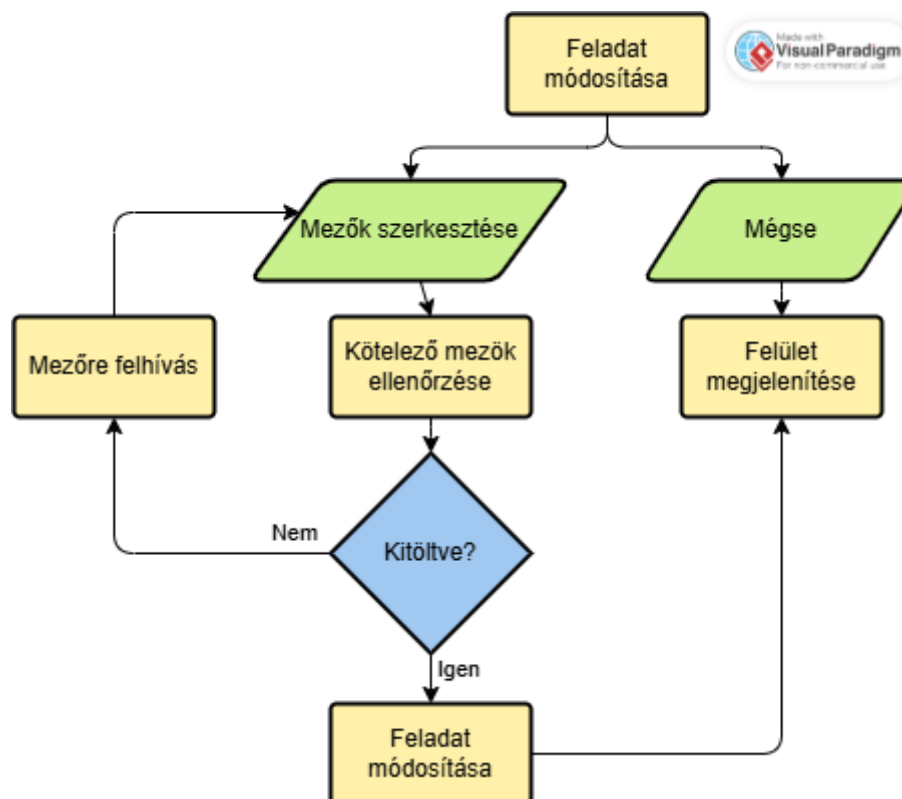 Feladat
módosítása
Made with
Visual Paradigm
For non-commercial use
Mezők szerkesztése
Mégse
Mezőre felhívás
Kötelező mezök
ellenőrzése
Felület
megjelenítése
Nem
Kitöltve?
Igen
Feladat
módosítása